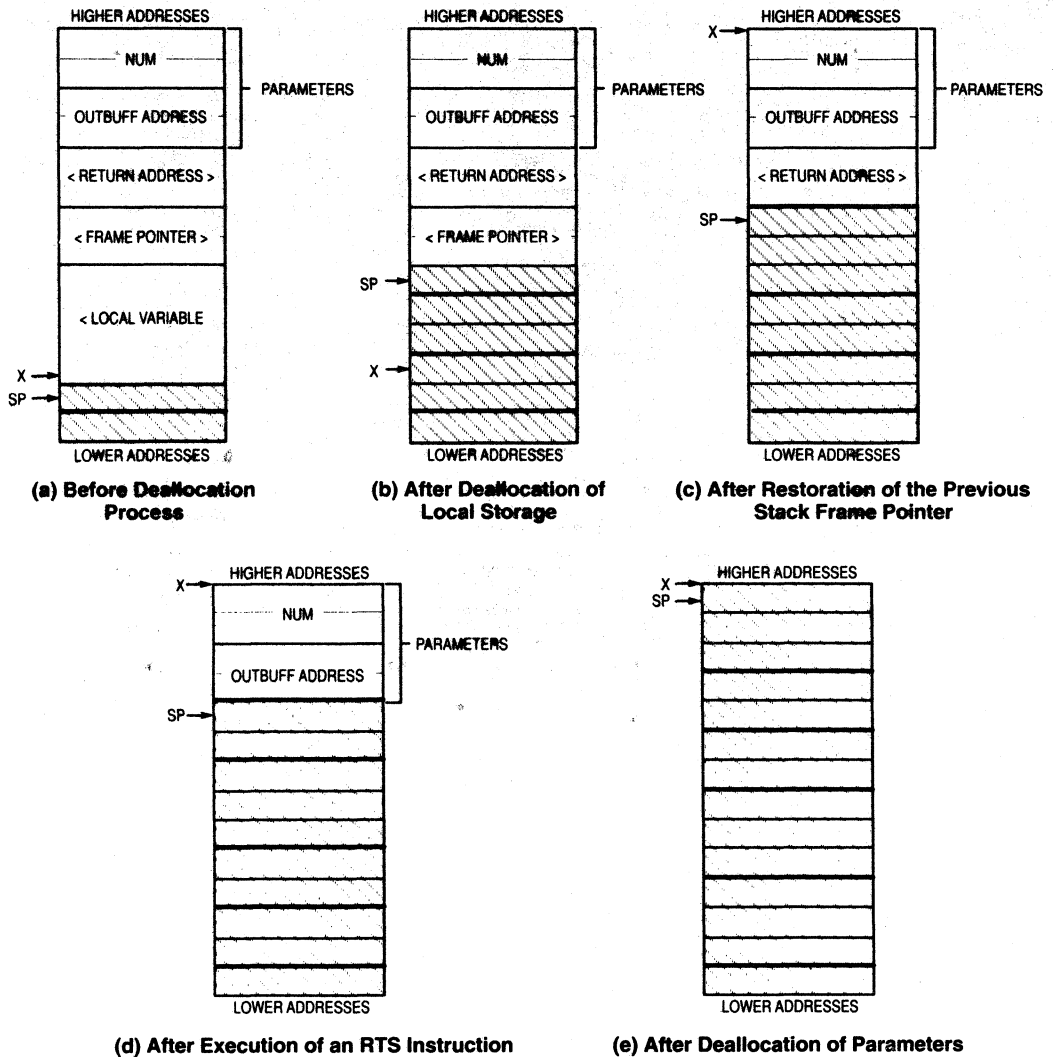 HIGHER ADDRESSES
NUM
OUTBUFF ADDRESS
PARAMETERS
< RETURN ADDRESS >
< FRAME POINTER >
< LOCAL VARIABLE
X
SP
LOWER ADDRESSES
(a) Before Deallocation
Process
HIGHER ADDRESSES
NUM
OUTBUFF ADDRESS
PARAMETERS
< RETURN ADDRESS >
< FRAME POINTER >
SP
X
LOWER ADDRESSES
(b) After Deallocation of
Local Storage
HIGHER ADDRESSES
X
NUM
OUTBUFF ADDRESS
PARAMETERS
< RETURN ADDRESS >
SP
LOWER ADDRESSES
(c) After Restoration of the Previous
Stack Frame Pointer
HIGHER ADDRESSES
X
NUM
PARAMETERS
OUTBUFF ADDRESS
SP
LOWER ADDRESSES
(d) After Execution of an RTS Instruction
HIGHER ADDRESSES
X
SP
LOWER ADDRESSES
(e) After Deallocation of Parameters